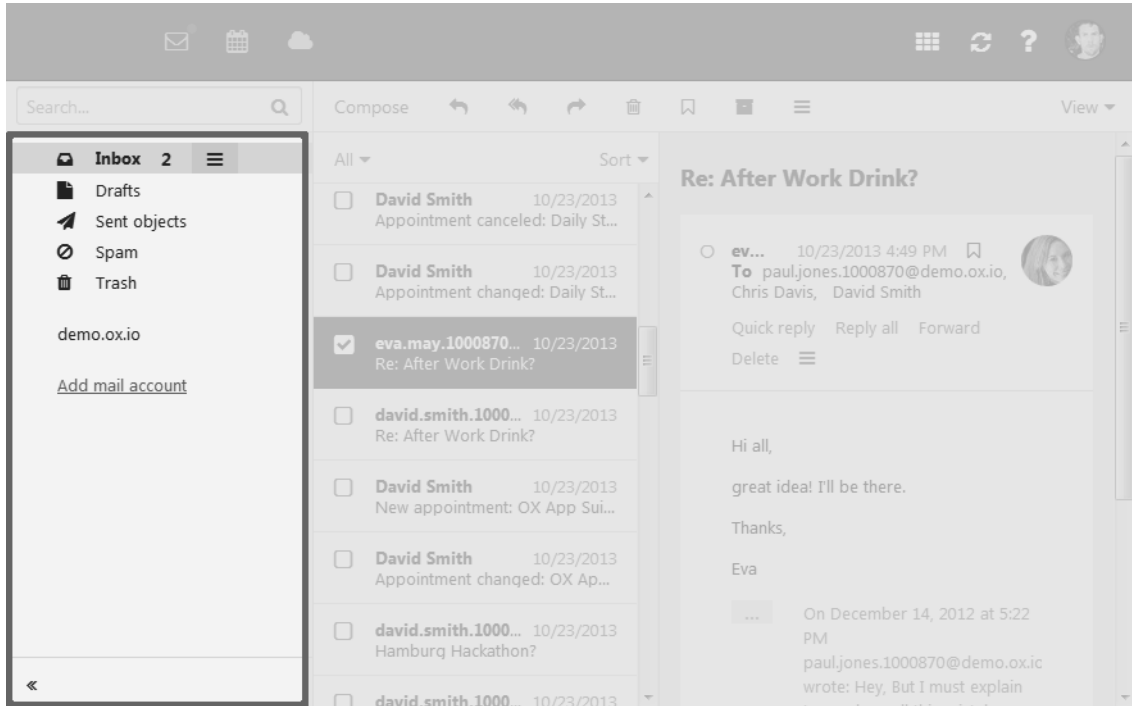 Search...
Compose
View
Inbox 2
Drafts
Sent objects
Spam
Trash
demo.ox.io
Add mail account
All
Sort
David Smith 10/23/2013
Appointment canceled: Daily St...
David Smith 10/23/2013
Appointment changed: Daily St...
eva.may.1000870... 10/23/2013
Re: After Work Drink?
david.smith.1000... 10/23/2013
Re: After Work Drink?
David Smith 10/23/2013
New appointment: OX App Sui...
David Smith 10/23/2013
Appointment changed: OX Ap...
david.smith.1000... 10/23/2013
Hamburg Hackathon?
david.smith.1000... 10/23/2013
Re: After Work Drink?
ev... 10/23/2013 4:49 PM
To paul.jones.1000870@demo.ox.io,
Chris Davis, David Smith
Quick reply Reply all Forward
Delete
Hi all,
great idea! I'll be there.
Thanks,
Eva
...
On December 14, 2012 at 5:22
PM
paul.jones.1000870@demo.ox.io
wrote: Hey, But I must explain